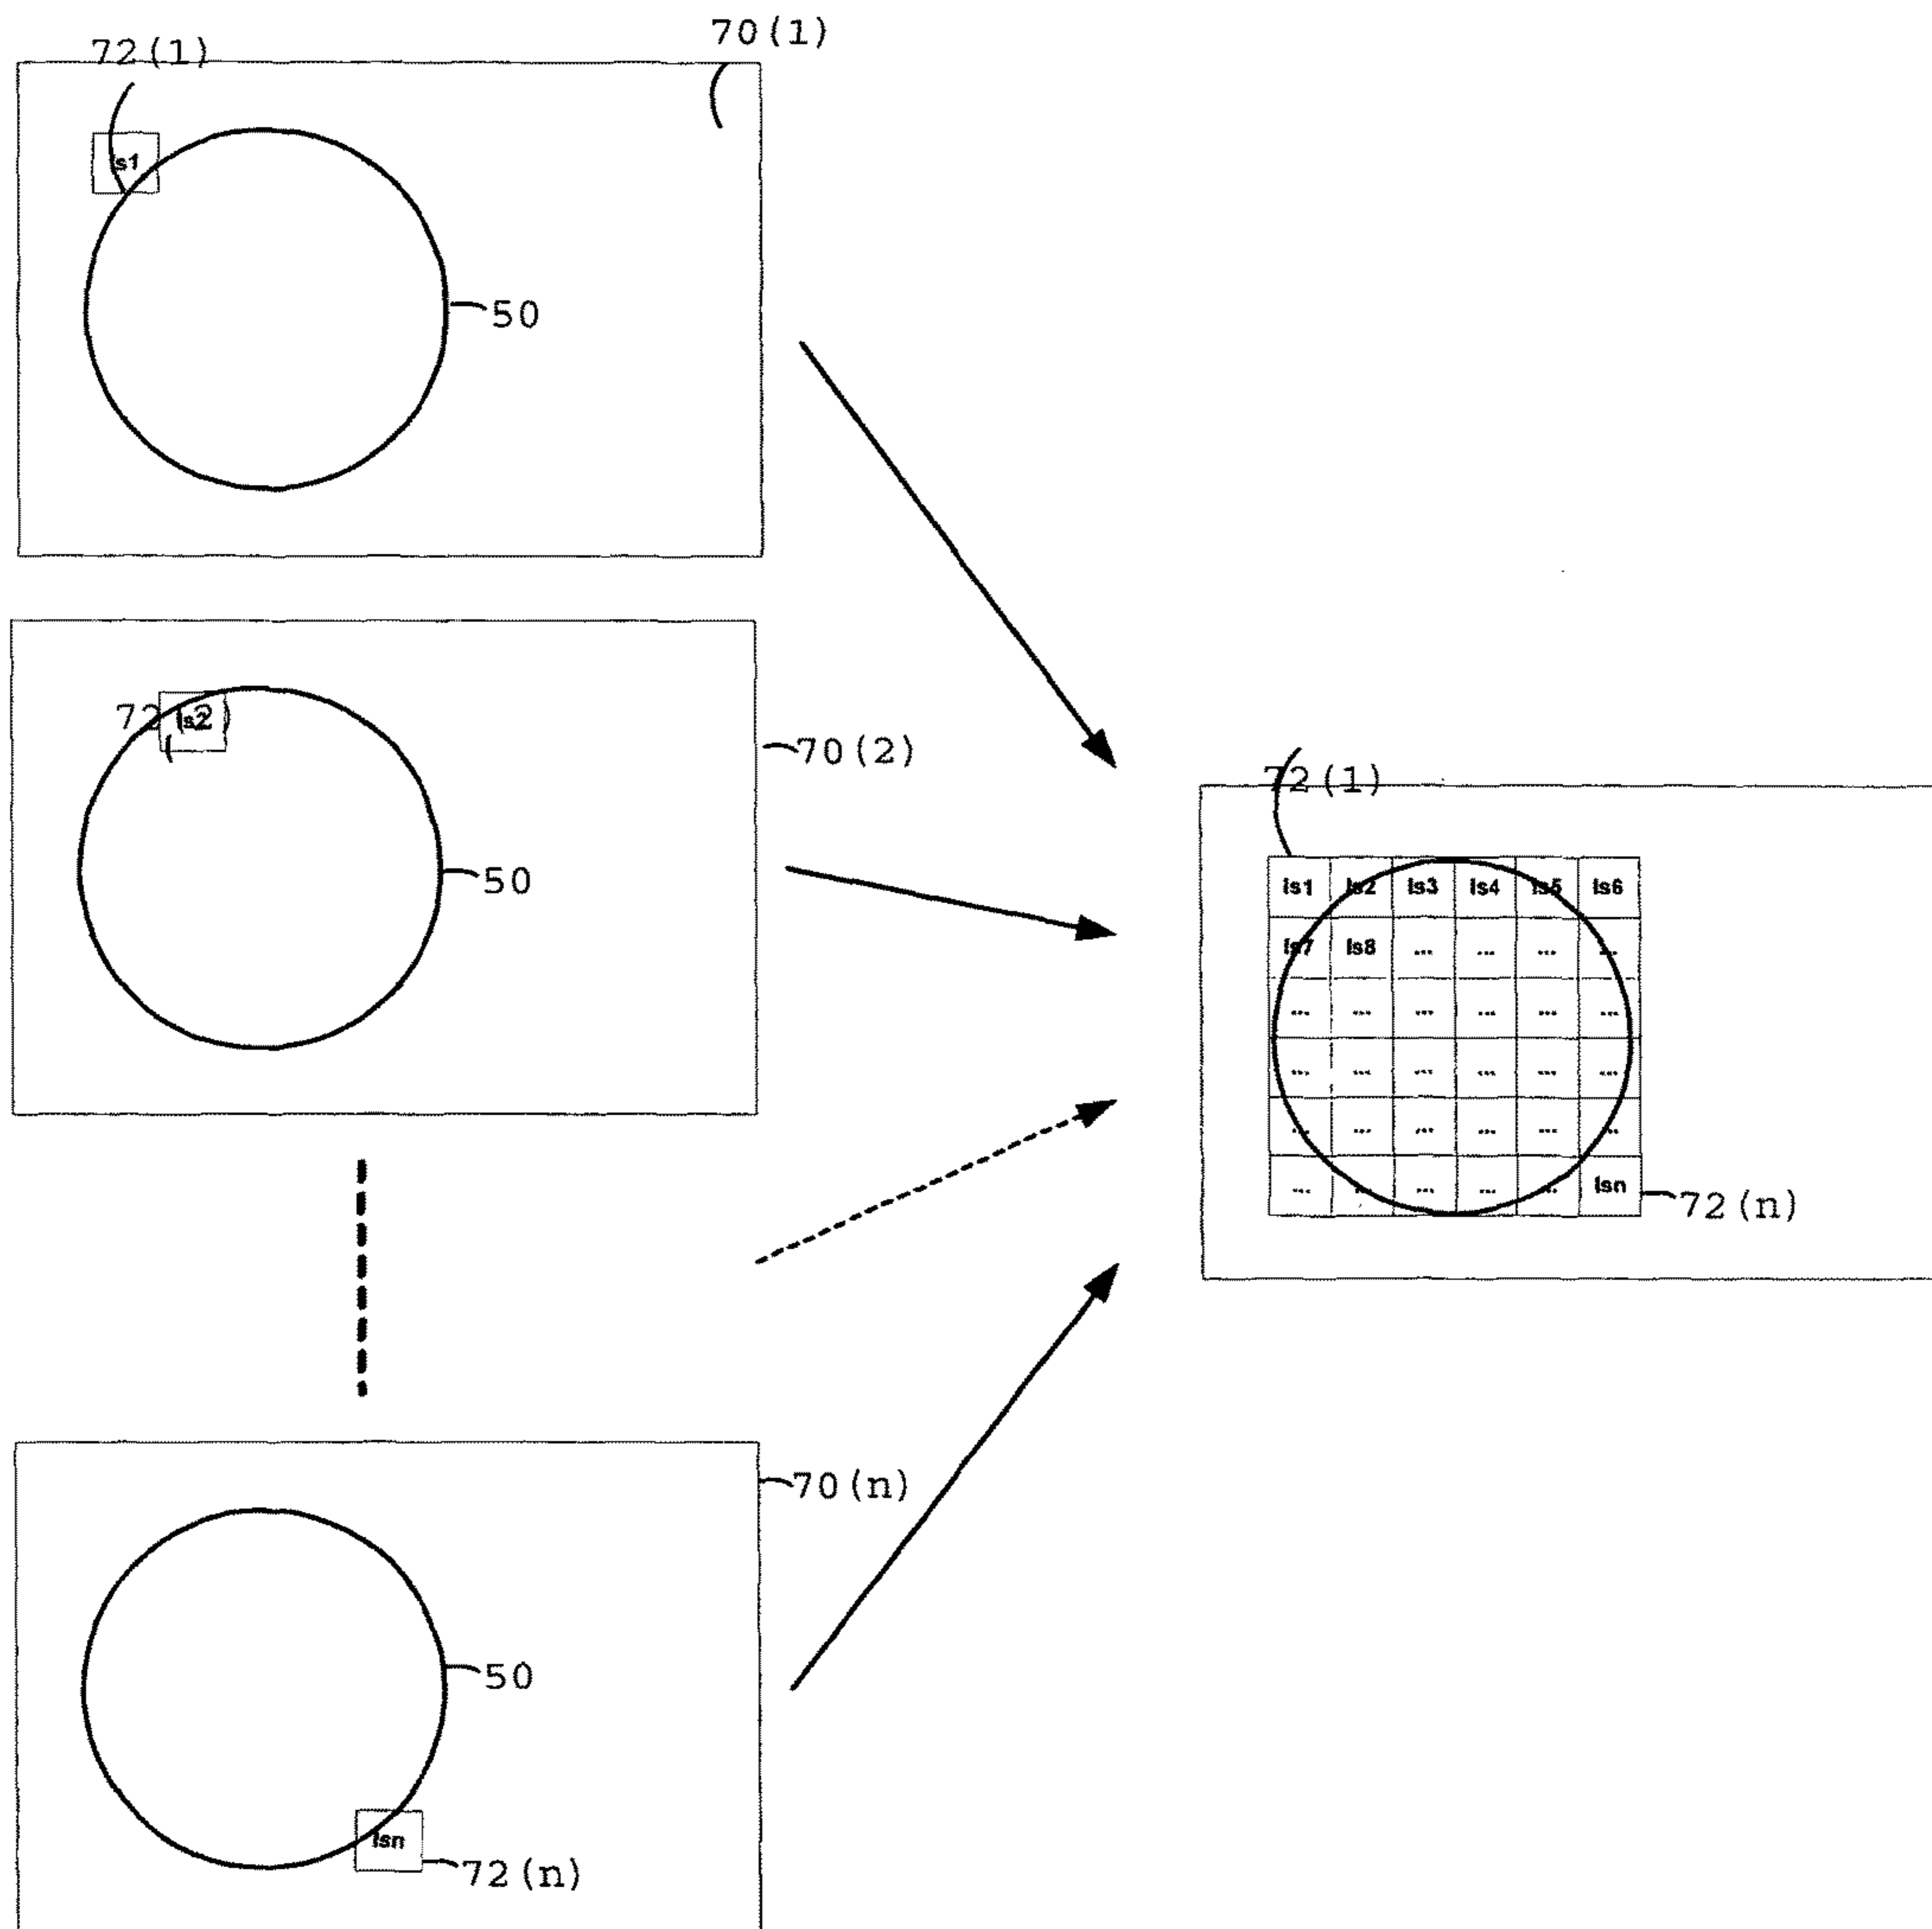 72(1)
70(1)
Is1
50
72(2)
Is2
70(2)
50
72(1)
Is1 Is2 Is3 Is4 Is5 Is6
Is7 Is8 ... ... ... ...
... ... ... ... ... ...
... ... ... ... ... ...
... ... ... ... ... ...
... ... ... ... ... Isn
72(n)
70(n)
50
Isn
72(n)